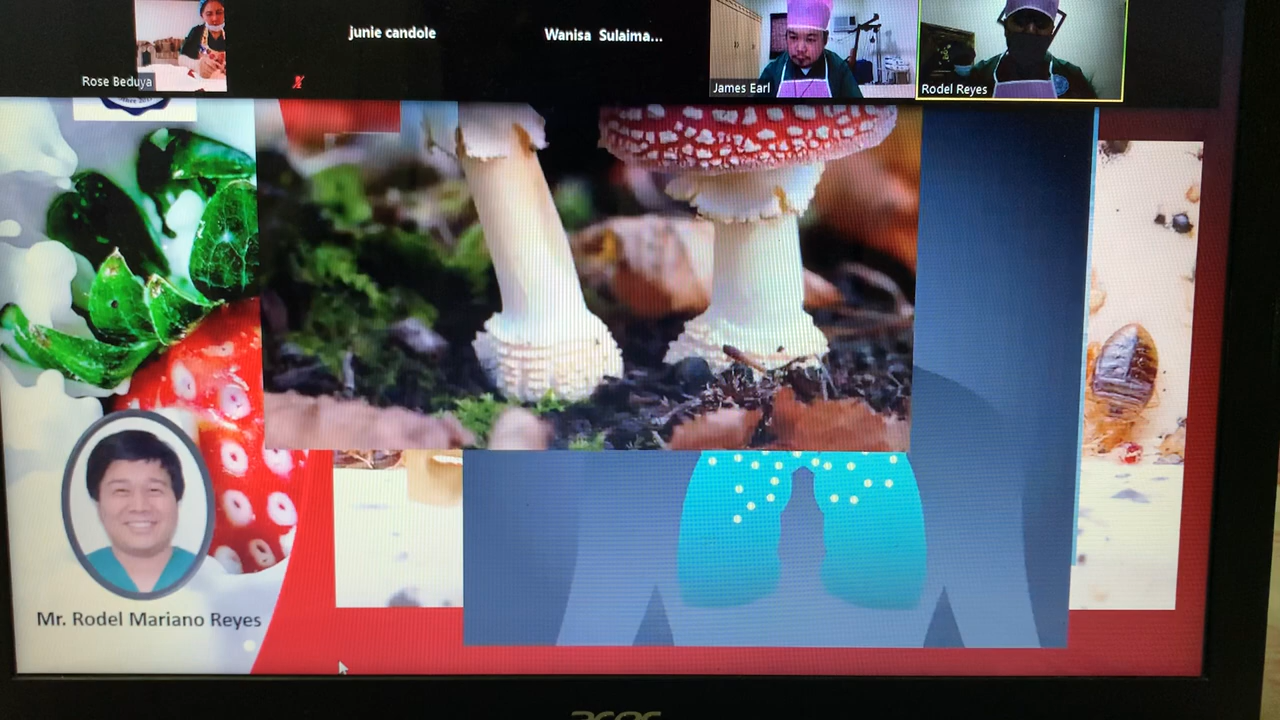 Rose Beduya
junie candole
Wanisa Sulaima...
James Earl
Rodel Reyes
Mr. Rodel Mariano Reyes
acer